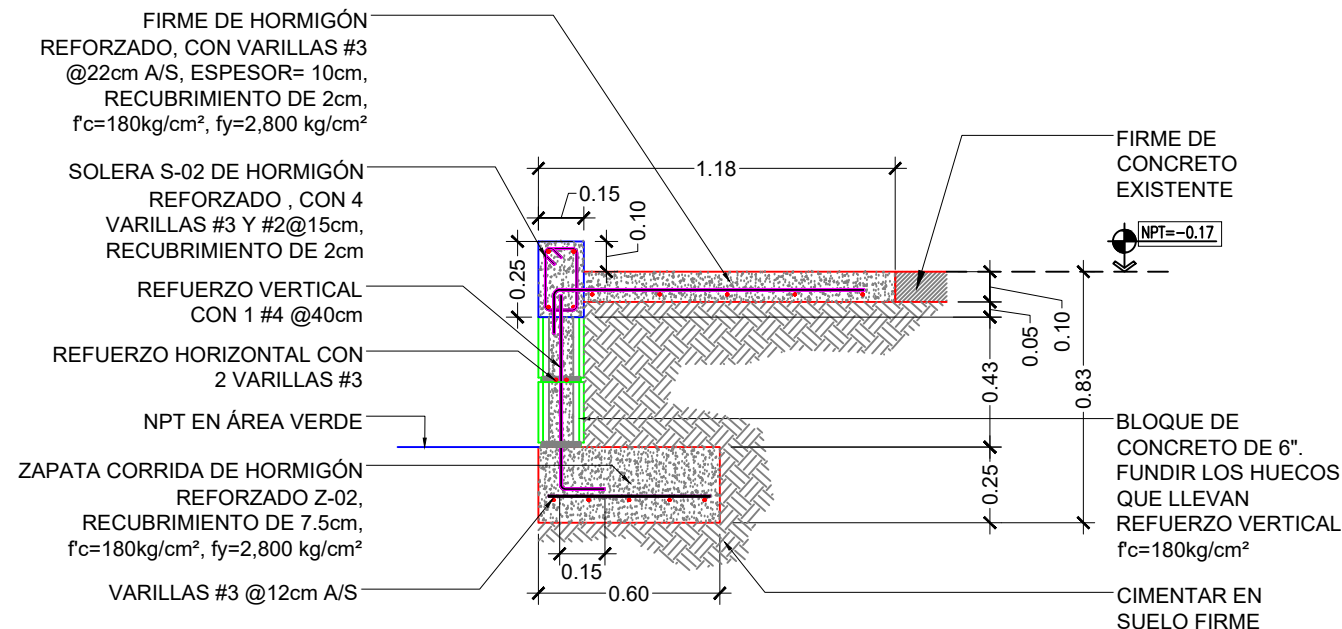 FIRME DE HORMIGÓN
REFORZADO, CON VARILLAS #3
@22cm A/S, ESPESOR= 10cm,
RECUBRIMIENTO DE 2cm,
f'c=180kg/cm², fy=2,800 kg/cm²
SOLERA S-02 DE HORMIGÓN
REFORZADO , CON 4
VARILLAS #3 Y #2@15cm,
RECUBRIMIENTO DE 2cm
REFUERZO VERTICAL
CON 1 #4 @40cm
REFUERZO HORIZONTAL CON
2 VARILLAS #3
NPT EN ÁREA VERDE
ZAPATA CORRIDA DE HORMIGÓN
REFORZADO Z-02,
RECUBRIMIENTO DE 7.5cm,
f'c=180kg/cm², fy=2,800 kg/cm²
VARILLAS #3 @12cm A/S
1.18
0.15
0.10
0.25
0.15
0.60
0.05
0.10
0.43
0.83
0.25
FIRME DE
CONCRETO
EXISTENTE
NPT=-0.17
BLOQUE DE
CONCRETO DE 6".
FUNDIR LOS HUECOS
QUE LLEVAN
REFUERZO VERTICAL
f'c=180kg/cm²
CIMENTAR EN
SUELO FIRME